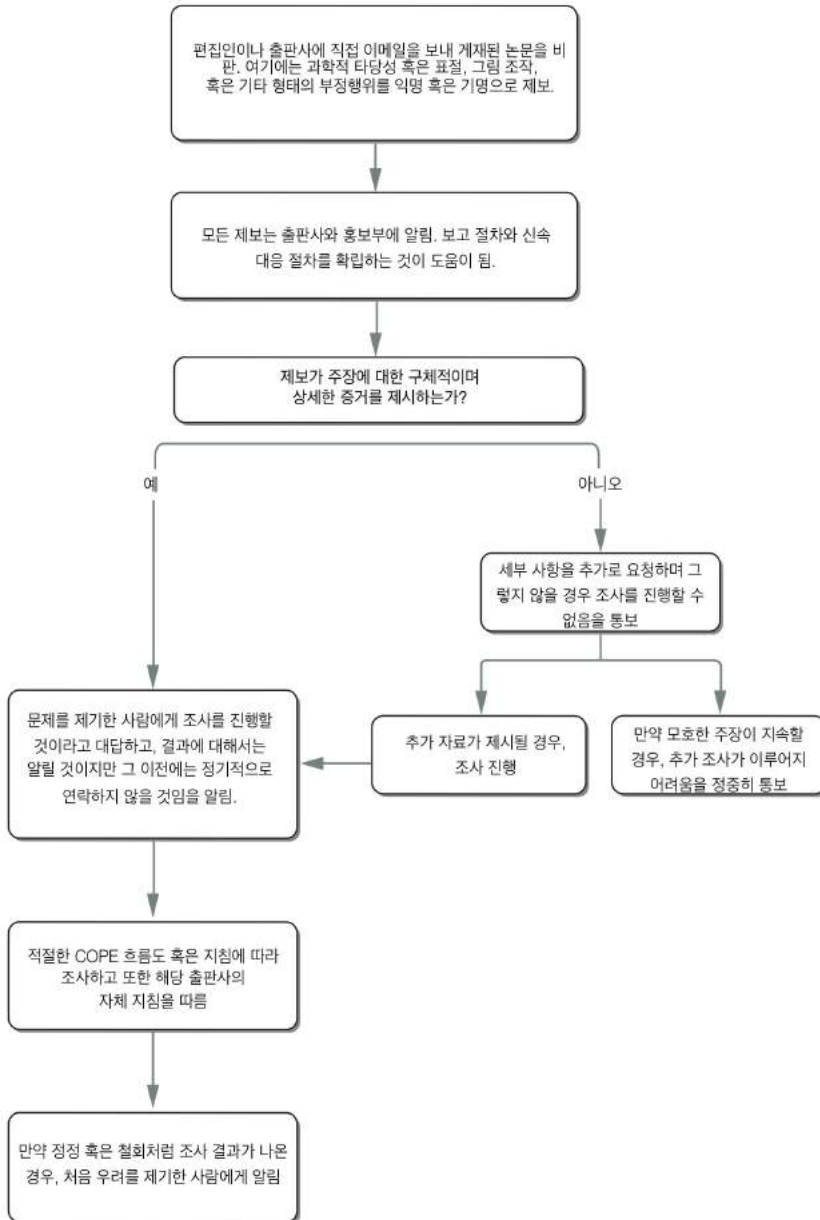 편집인이나 출판사에 직접 이메일을 보내 게재된 논문을 비
판. 여기에는 과학적 타당성 혹은 표절, 그림 조작,
혹은 기타 형태의 부정행위를 익명 혹은 기명으로 제보.
모든 제보는 출판사와 홍보부에 알림. 보고 절차와 신속
대응 절차를 확립하는 것이 도움이 됨.
제보가 주장에 대한 구체적이며
상세한 증거를 제시하는가?
예
아니오
세부 사항을 추가로 요청하며 그
렇지 않을 경우 조사를 진행할 수
없음을 통보
문제를 제기한 사람에게 조사를 진행할
것이라고 대답하고, 결과에 대해서는
알릴 것이지만 그 이전에는 정기적으로
연락하지 않을 것임을 알림.
추가 자료가 제시될 경우,
조사 진행
만약 모호한 주장이 지속할
경우, 추가 조사가 이루어지
어려움을 정중히 통보
적절한 COPE 흐름도 혹은 지침에 따라
조사하고 또한 해당 출판사의
자체 지침을 따름
만약 정정 혹은 철회처럼 조사 결과가 나온
경우, 처음 우려를 제기한 사람에게 알림